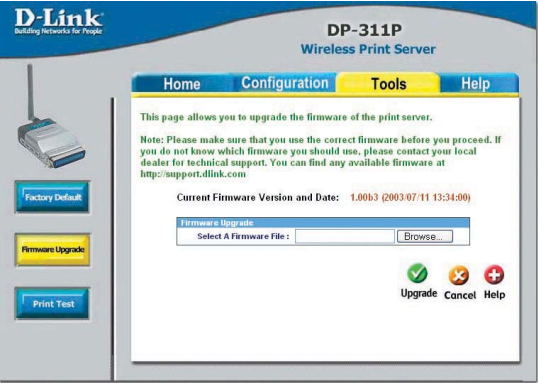 D-Link
Building Networks for People
DP-311P
Wireless Print Server
Home
Configuration
Tools
Help
This page allows you to upgrade the firmware of the print server.
Note: Please make sure that you use the correct firmware before you proceed. If
you do not know which firmware you should use, please contact your local
dealer for technical support. You can find any available firmware at
http://support.dlink.com
Factory Default
Current Firmware Version and Date: 1.00b3 (2003/07/11 13:34:00)
Firmware Upgrade
Select A Firmware File :
Browse...
Firmware Upgrade
Upgrade
Cancel
Help
Print Test